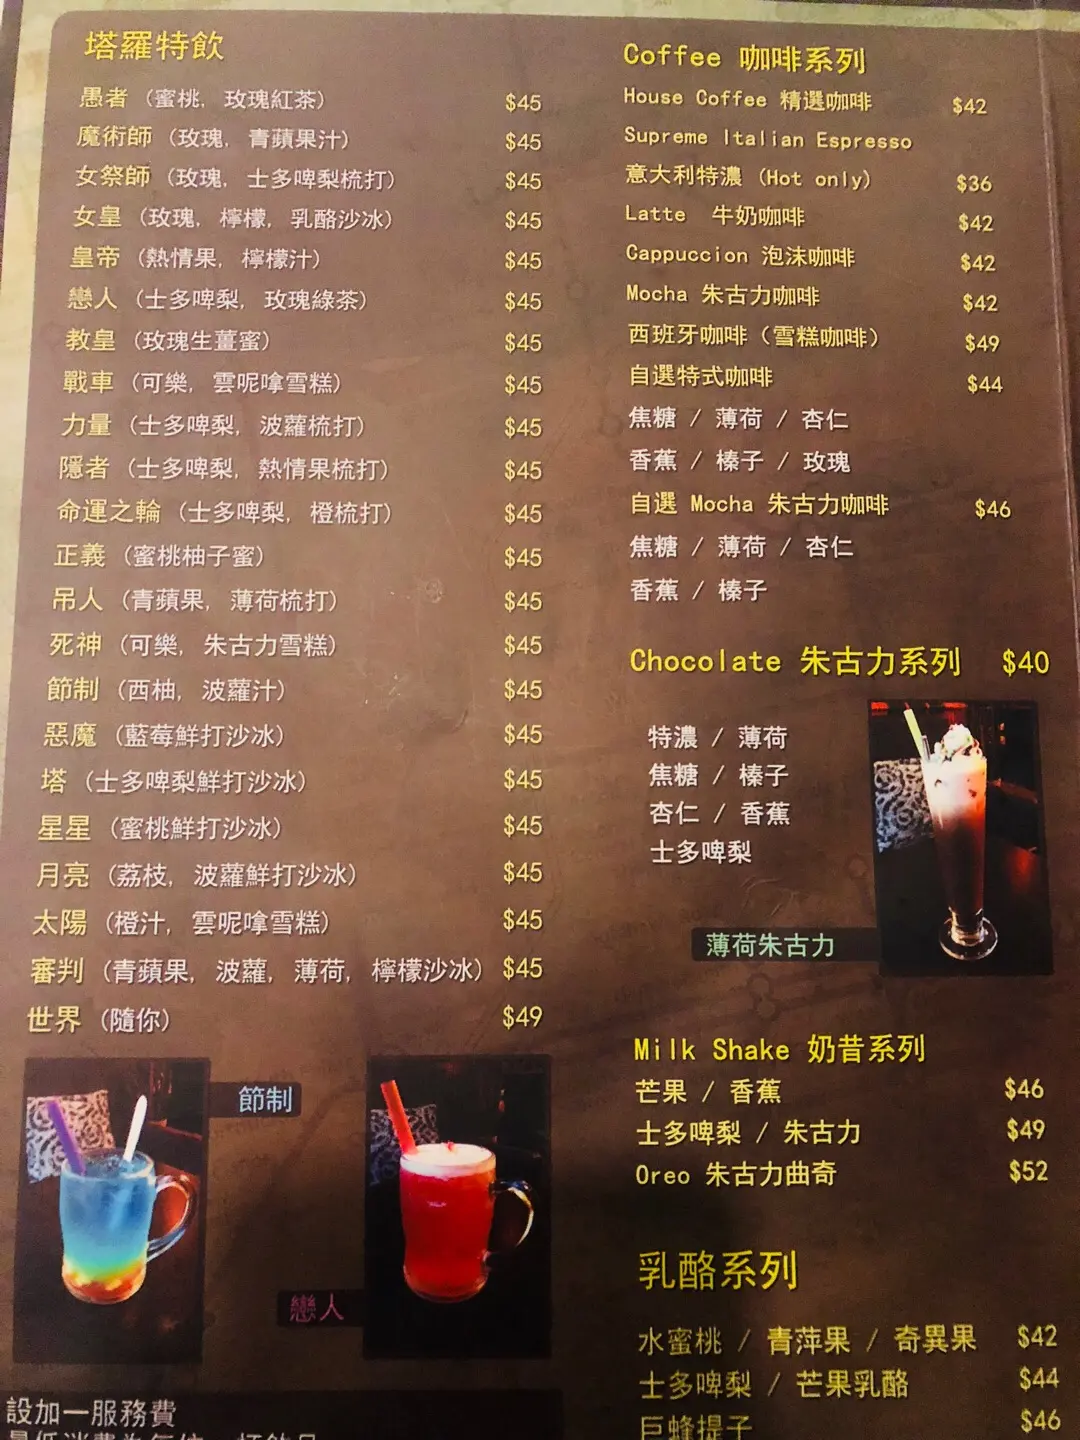 塔羅特飲
愚者 (蜜桃, 玫瑰紅茶) $45
魔術師 (玫瑰, 青蘋果汁) $45
女祭師 (玫瑰, 士多啤梨梳打) $45
女皇 (玫瑰, 檸檬, 乳酪沙冰) $45
皇帝 (熱情果, 檸檬汁) $45
戀人 (士多啤梨, 玫瑰綠茶) $45
教皇 (玫瑰生薑蜜) $45
戰車 (可樂, 雲呢拿雪糕) $45
力量 (士多啤梨, 波蘿梳打) $45
隱者 (士多啤梨, 熱情果梳打) $45
命運之輪 (士多啤梨, 橙梳打) $45
正義 (蜜桃柚子蜜) $45
吊人 (青蘋果, 薄荷梳打) $45
死神 (可樂, 朱古力雪糕) $45
節制 (西柚, 波蘿汁) $45
惡魔 (藍莓鮮打沙冰) $45
塔 (士多啤梨鮮打沙冰) $45
星星 (蜜桃鮮打沙冰) $45
月亮 (荔枝, 波蘿鮮打沙冰) $45
太陽 (橙汁, 雲呢拿雪糕) $45
審判 (青蘋果, 波蘿, 薄荷, 檸檬沙冰) $45
世界 (隨你) $49
節制
戀人
設加一服務費
Coffee 咖啡系列
House Coffee 精選咖啡 $42
Supreme Italian Espresso
意大利特濃 (Hot only) $36
Latte 牛奶咖啡 $42
Cappuccion 泡沫咖啡 $42
Mocha 朱古力咖啡 $42
西班牙咖啡 (雪糕咖啡) $49
自選特式咖啡 $44
焦糖 / 薄荷 / 杏仁
香蕉 / 榛子 / 玫瑰
自選 Mocha 朱古力咖啡 $46
焦糖 / 薄荷 / 杏仁
香蕉 / 榛子
Chocolate 朱古力系列 $40
特濃 / 薄荷
焦糖 / 榛子
杏仁 / 香蕉
士多啤梨
薄荷朱古力
Milk Shake 奶昔系列
芒果 / 香蕉 $46
士多啤梨 / 朱古力 $49
Oreo 朱古力曲奇 $52
乳酪系列
水蜜桃 / 青萍果 / 奇異果 $42
士多啤梨 / 芒果乳酪 $44
巨蜂提子 $46